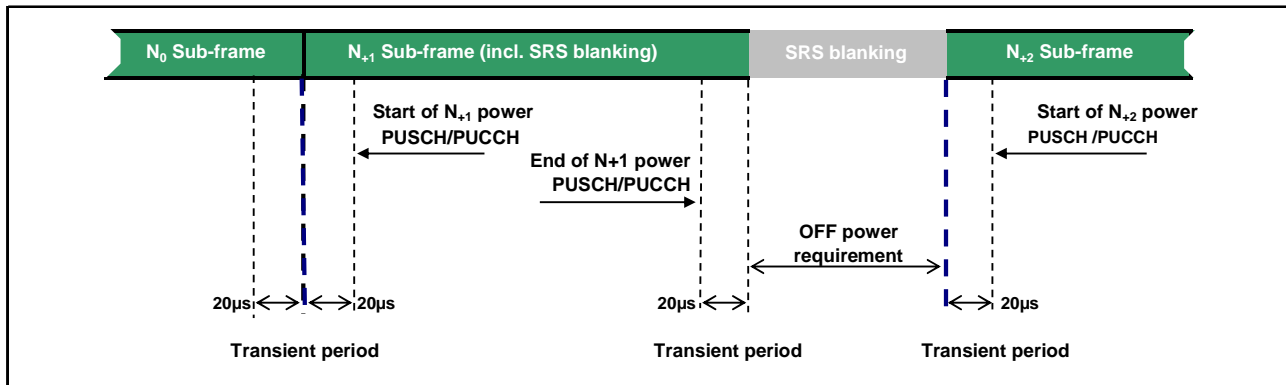 N0 Sub-frame
N+1 Sub-frame (incl. SRS blanking)
SRS blanking
N+2 Sub-frame
Start of N+1 power
PUSCH/PUCCH
Start of N+2 power
PUSCH /PUCCH
End of N+1 power
PUSCH/PUCCH
OFF power
requirement
20µs
20µs
20µs
20µs
Transient period
Transient period
Transient period